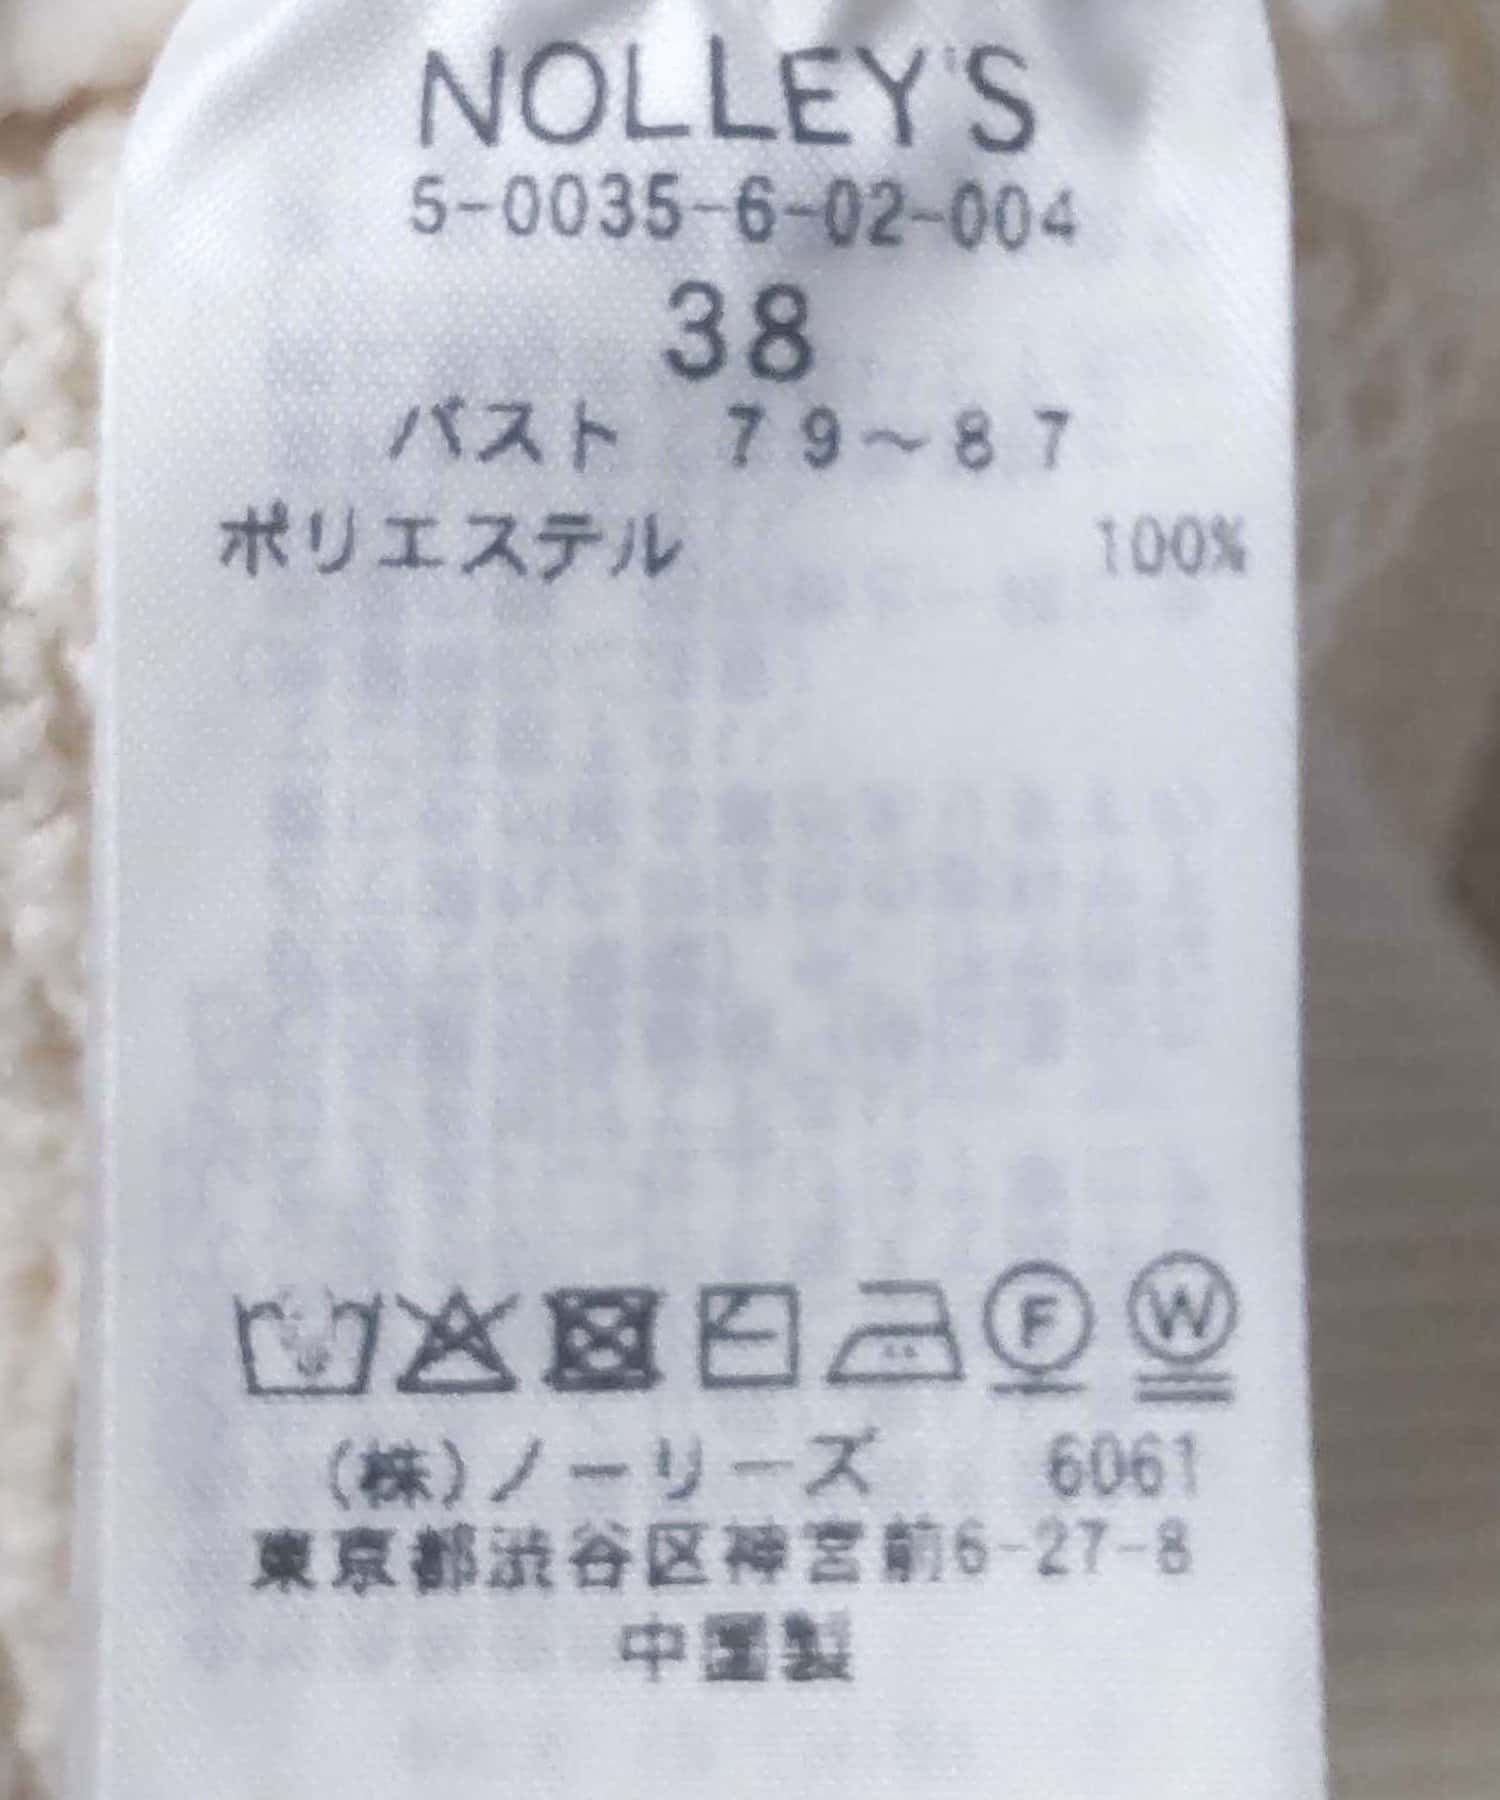 NOLLEY'S
5-0035-6-02-004
38
バスト 79～87
ポリエステル 100%
F W
(株)ノーリーズ 6061
東京都渋谷区神宮前6-27-8
中国製